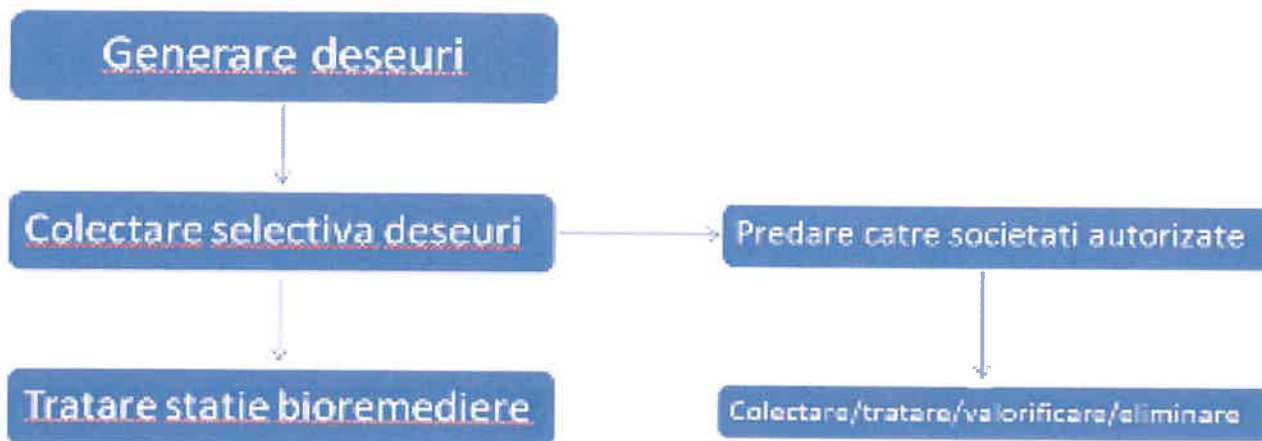 Generare deseuri
Colectare selectiva deseuri
Predare catre societati autorizate
Tratare statie bioremediere
Colectare/tratare/valorificare/eliminare